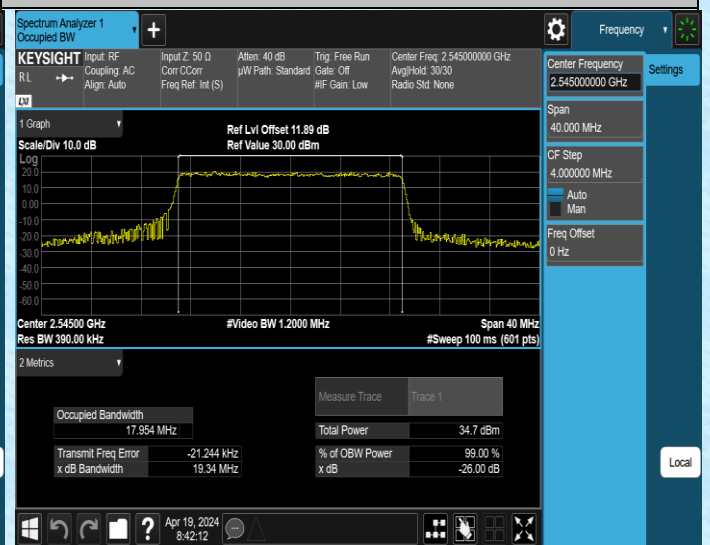 Spectrum Analyzer 1
Occupied BW
+
Frequency
KEYSIGHT
RL
LXI
Input: RF
Coupling: AC
Align: Auto
Input Z: 50 Ω
Corr CCorr
Freq Ref: Int (S)
Atten: 40 dB
µW Path: Standard
Trig: Free Run
Gate: Off
#IF Gain: Low
Center Freq: 2.545000000 GHz
Avg|Hold: 30/30
Radio Std: None
Center Frequency
2.545000000 GHz
Settings
Span
40.000 MHz
CF Step
4.000000 MHz
Auto
Man
Freq Offset
0 Hz
1 Graph
Scale/Div 10.0 dB
Ref Lvl Offset 11.89 dB
Ref Value 30.00 dBm
Log
20.0
10.0
0.00
-10.0
-20.0
-30.0
-40.0
-50.0
-60.0
Center 2.54500 GHz
#Video BW 1.2000 MHz
Span 40 MHz
Res BW 390.00 kHz
#Sweep 100 ms (601 pts)
2 Metrics
Measure Trace
Trace 1
Occupied Bandwidth
17.954 MHz
Total Power
34.7 dBm
Transmit Freq Error
-21.244 kHz
% of OBW Power
99.00 %
x dB Bandwidth
19.34 MHz
x dB
-26.00 dB
Local
?
Apr 19, 2024
8:42:12